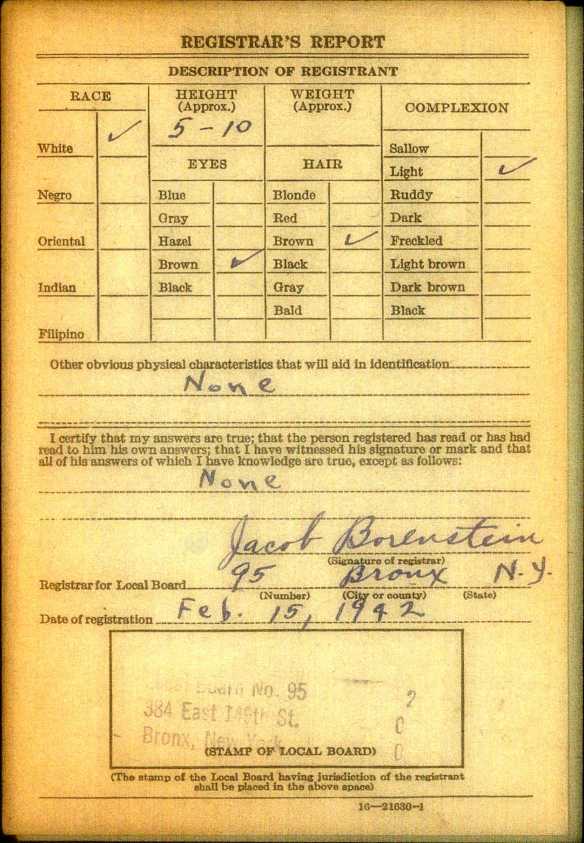 REGISTRAR'S REPORT
DESCRIPTION OF REGISTRANT
RACE
HEIGHT (Approx.)
WEIGHT (Approx.)
COMPLEXION
5-10
White ✓
EYES
HAIR
Sallow
Light ✓
Negro
Blue
Blonde
Ruddy
Gray
Red
Dark
Oriental
Hazel
Brown ✓
Freckled
Brown ✓
Black
Light brown
Indian
Black
Gray
Dark brown
Bald
Black
Filipino
Other obvious physical characteristics that will aid in identification
None
I certify that my answers are true; that the person registered has read or has had
read to him his own answers; that I have witnessed his signature or mark and that
all of his answers of which I have knowledge are true, except as follows:
None
Jacob Borenstein
(Signature of registrar)
Registrar for Local Board 95 Bronx N.Y.
(Number) (City or county) (State)
Date of registration Feb. 15, 1942
Board No. 95
2
384 East 149th St.
0
Bronx, New York
(STAMP OF LOCAL BOARD)
0
(The stamp of the Local Board having jurisdiction of the registrant
shall be placed in the above space)
16—21630-1